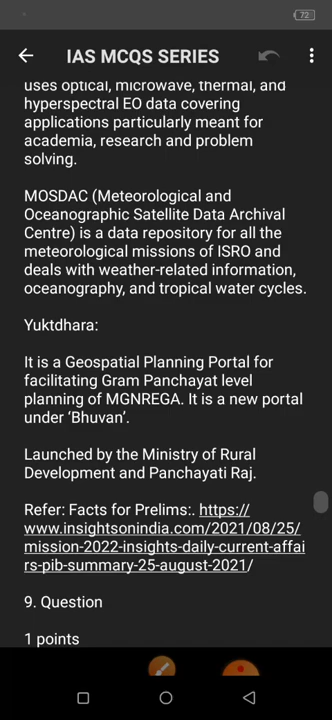 72
IAS MCQS SERIES
uses optical, microwave, thermal, and
hyperspectral EO data covering
applications particularly meant for
academia, research and problem
solving.
MOSDAC (Meteorological and
Oceanographic Satellite Data Archival
Centre) is a data repository for all the
meteorological missions of ISRO and
deals with weather-related information,
oceanography, and tropical water cycles.
Yuktdhara:
It is a Geospatial Planning Portal for
facilitating Gram Panchayat level
planning of MGNREGA. It is a new portal
under ‘Bhuvan’.
Launched by the Ministry of Rural
Development and Panchayati Raj.
Refer: Facts for Prelims:. https://
www.insightsonindia.com/2021/08/25/
mission-2022-insights-daily-current-affai
rs-pib-summary-25-august-2021/
9. Question
1 points